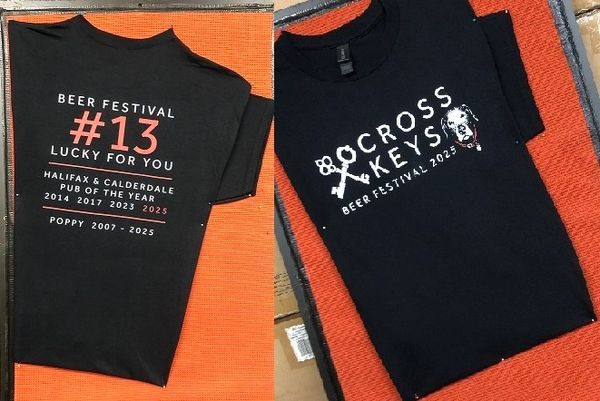 BEER FESTIVAL
#13
LUCKY FOR YOU
HALIFAX & CALDERDALE
PUB OF THE YEAR
2014 2017 2023 2025
POPPY 2007 - 2025
CROSS
KEYS
BEER FESTIVAL 2025